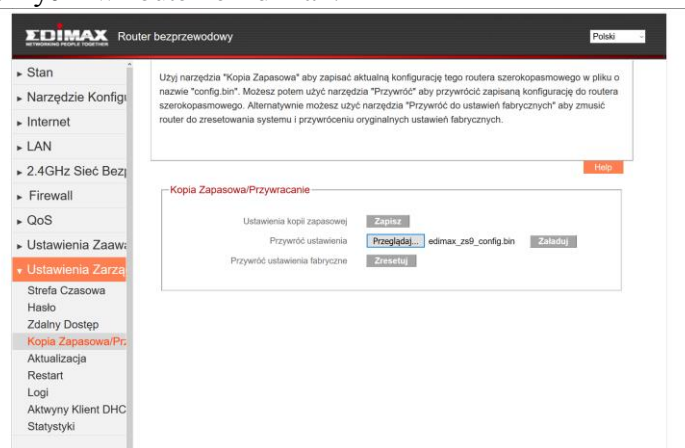 EDIMAX
NETWORKING PEOPLE TOGETHER
Router bezprzewodowy
Polski
Stan
Narzędzie Konfigu
Internet
LAN
2.4GHz Sieć Bezp
Firewall
QoS
Ustawienia Zaawa
Ustawienia Zarzą
Strefa Czasowa
Hasło
Zdalny Dostęp
Kopia Zapasowa/Prz
Aktualizacja
Restart
Logi
Aktwyny Klient DHC
Statystyki
Użyj narzędzia "Kopia Zapasowa" aby zapisać aktualną konfigurację tego routera szerokopasmowego w pliku o
nazwie "config.bin". Możesz potem użyć narzędzia "Przywróć" aby przywrócić zapisaną konfigurację do routera
szerokopasmowego. Alternatywnie możesz użyć narzędzia "Przywróć do ustawień fabrycznych" aby zmusić
router do zresetowania systemu i przywróceniu oryginalnych ustawień fabrycznych.
Help
Kopia Zapasowa/Przywracanie
Ustawienia kopii zapasowej Zapisz
Przywróć ustawienia Przeglądaj... edimax_zs9_config.bin Załaduj
Przywróć ustawienia fabryczne Zresetuj